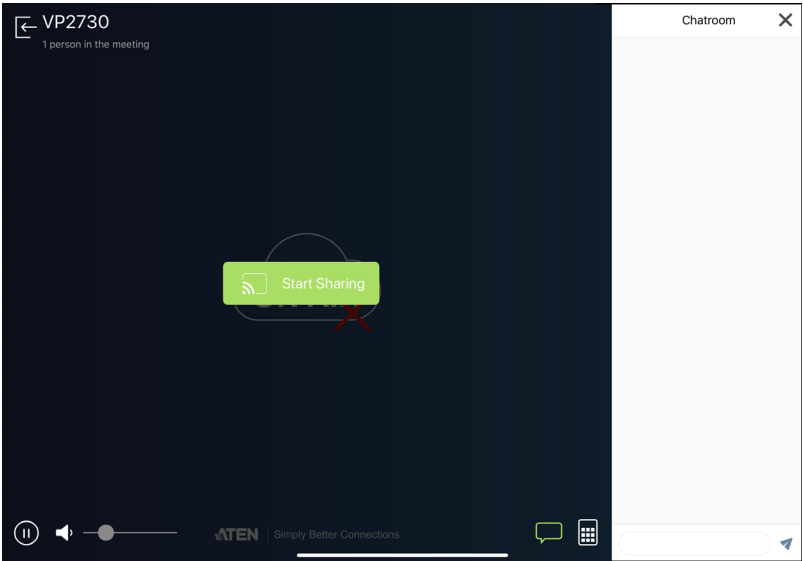 VP2730
1 person in the meeting
Chatroom
Start Sharing
ATEN Simply Better Connections